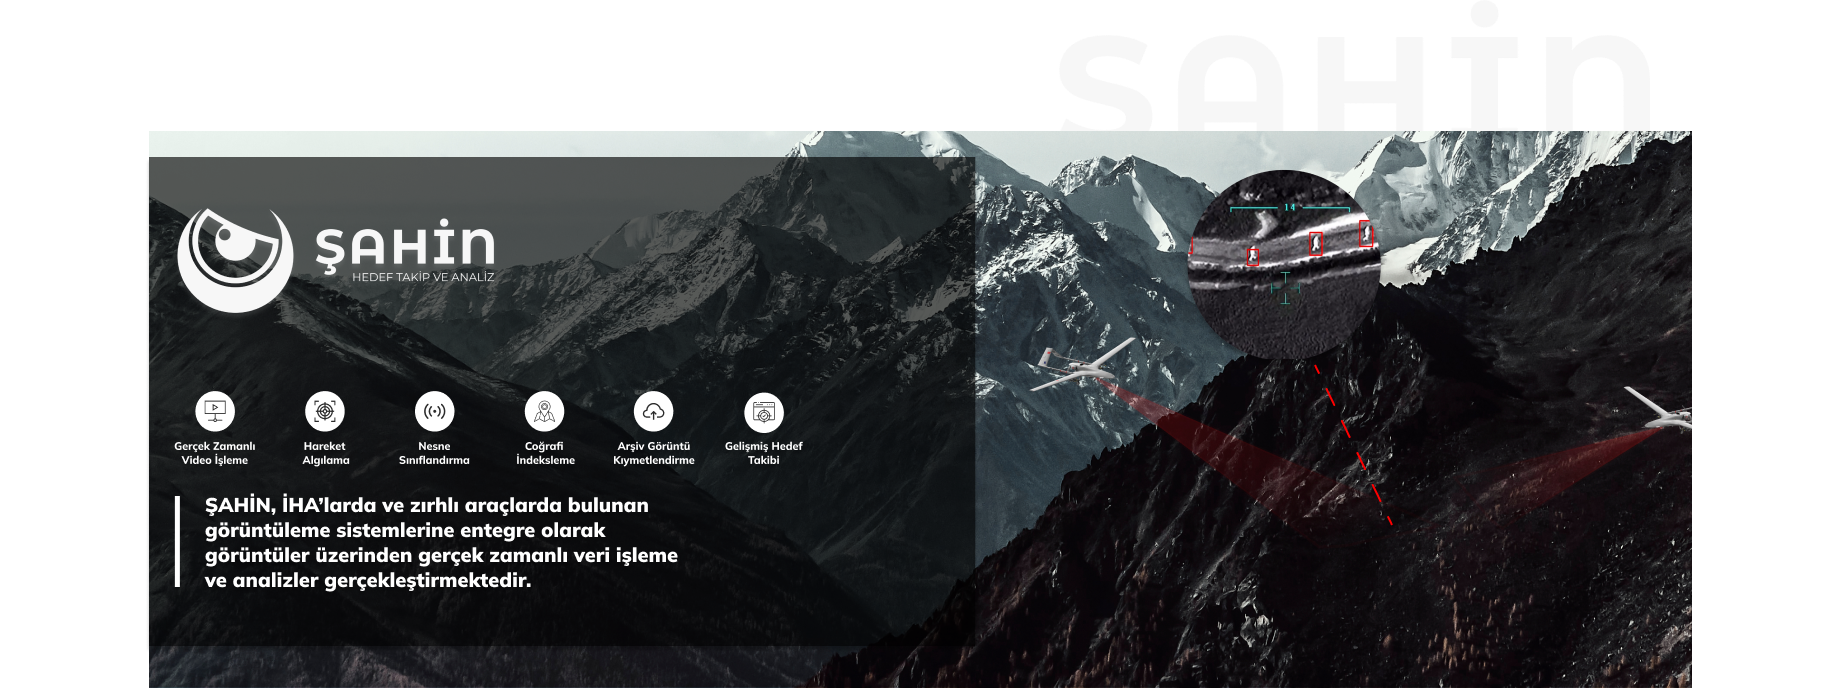 ŞAHİN
ŞAHİN
HEDEF TAKİP VE ANALİZ
14
Gerçek Zamanlı
Video İşleme
Hareket
Algılama
Nesne
Sınıflandırma
Coğrafi
İndeksleme
Arşiv Görüntü
Kıymetlendirme
Gelişmiş Hedef
Takibi
ŞAHİN, İHA’larda ve zırhlı araçlarda bulunan
görüntüleme sistemlerine entegre olarak
görüntüler üzerinden gerçek zamanlı veri işleme
ve analizler gerçekleştirmektedir.